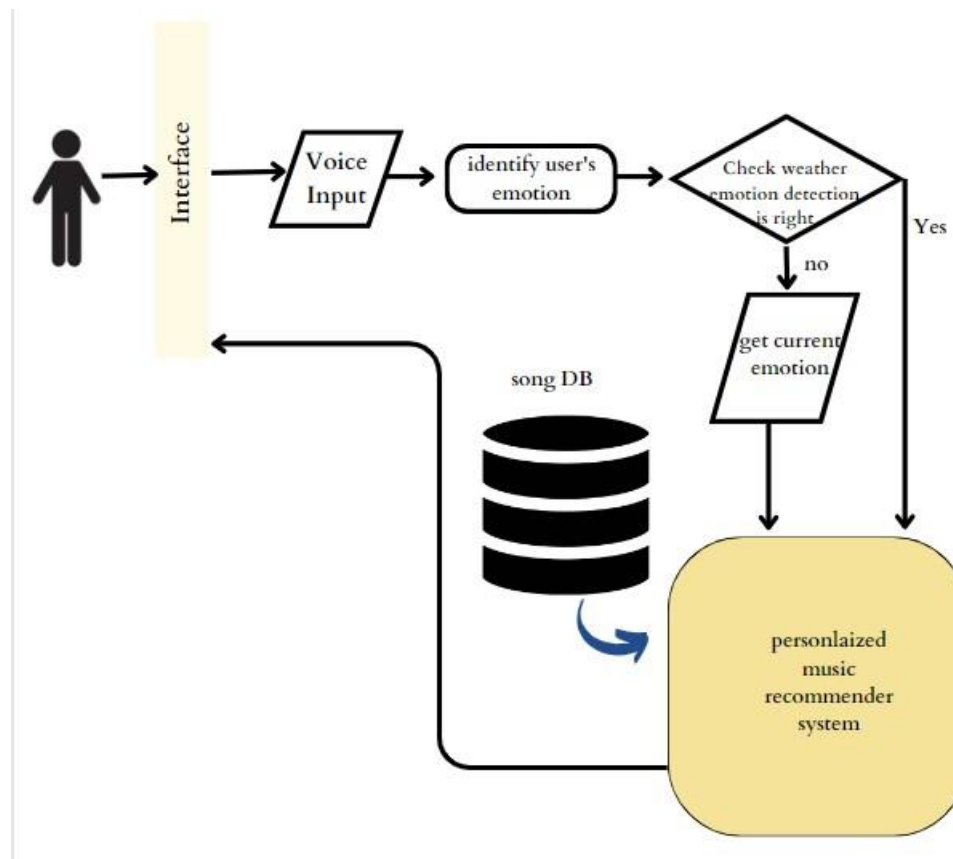 Interface
Voice
Input
identify user's
emotion
Check weather
emotion detection
is right
Yes
no
get current
emotion
song DB
personlaized
music
recommender
system